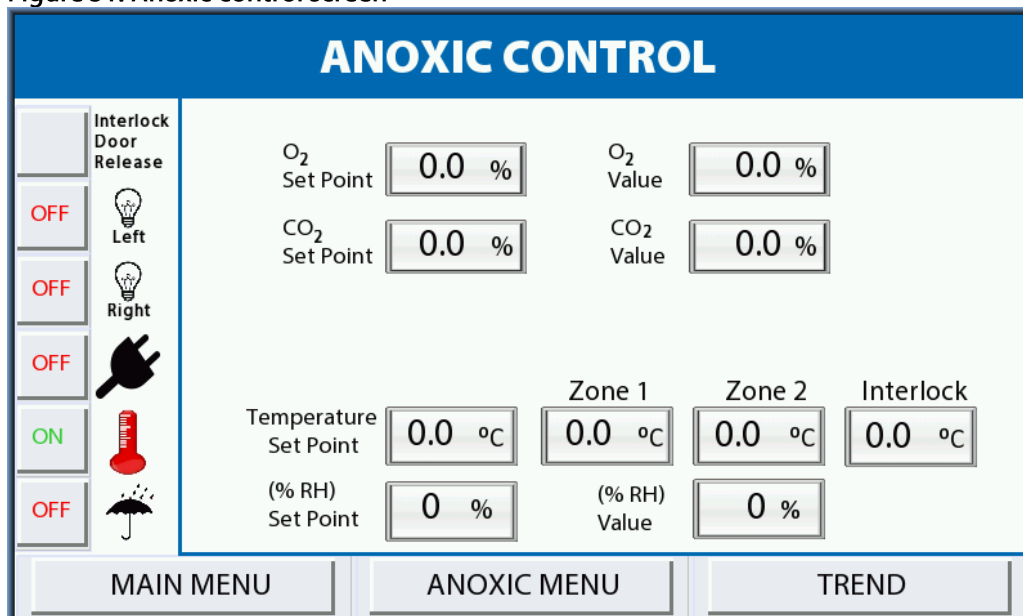 ANOXIC CONTROL
Interlock
Door
Release
OFF
Left
OFF
Right
OFF
ON
OFF
O2
Set Point
0.0 %
O2
Value
0.0 %
CO2
Set Point
0.0 %
CO2
Value
0.0 %
Zone 1
Zone 2
Interlock
Temperature
Set Point
0.0 ºC
0.0 ºC
0.0 ºC
0.0 ºC
(% RH)
Set Point
0 %
(% RH)
Value
0 %
MAIN MENU
ANOXIC MENU
TREND